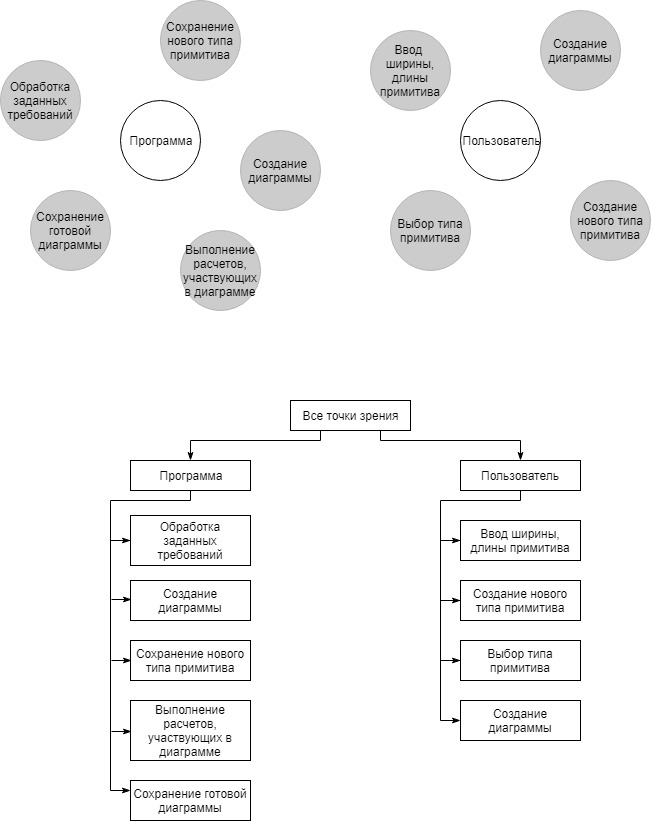 Сохранение
нового типа
примитива
Обработка
заданных
требований
Программа
Создание
диаграммы
Сохранение
готовой
диаграммы
Выполнение
расчетов,
участвующих
в диаграмме
Ввод
ширины,
длины
примитива
Создание
диаграммы
Пользователь
Выбор типа
примитива
Создание
нового типа
примитива
Все точки зрения
Программа
Обработка
заданных
требований
Создание
диаграммы
Сохранение нового
типа примитива
Выполнение
расчетов,
участвующих в
диаграмме
Сохранение готовой
диаграммы
Пользователь
Ввод ширины,
длины примитива
Создание нового
типа примитива
Выбор типа
примитива
Создание
диаграммы